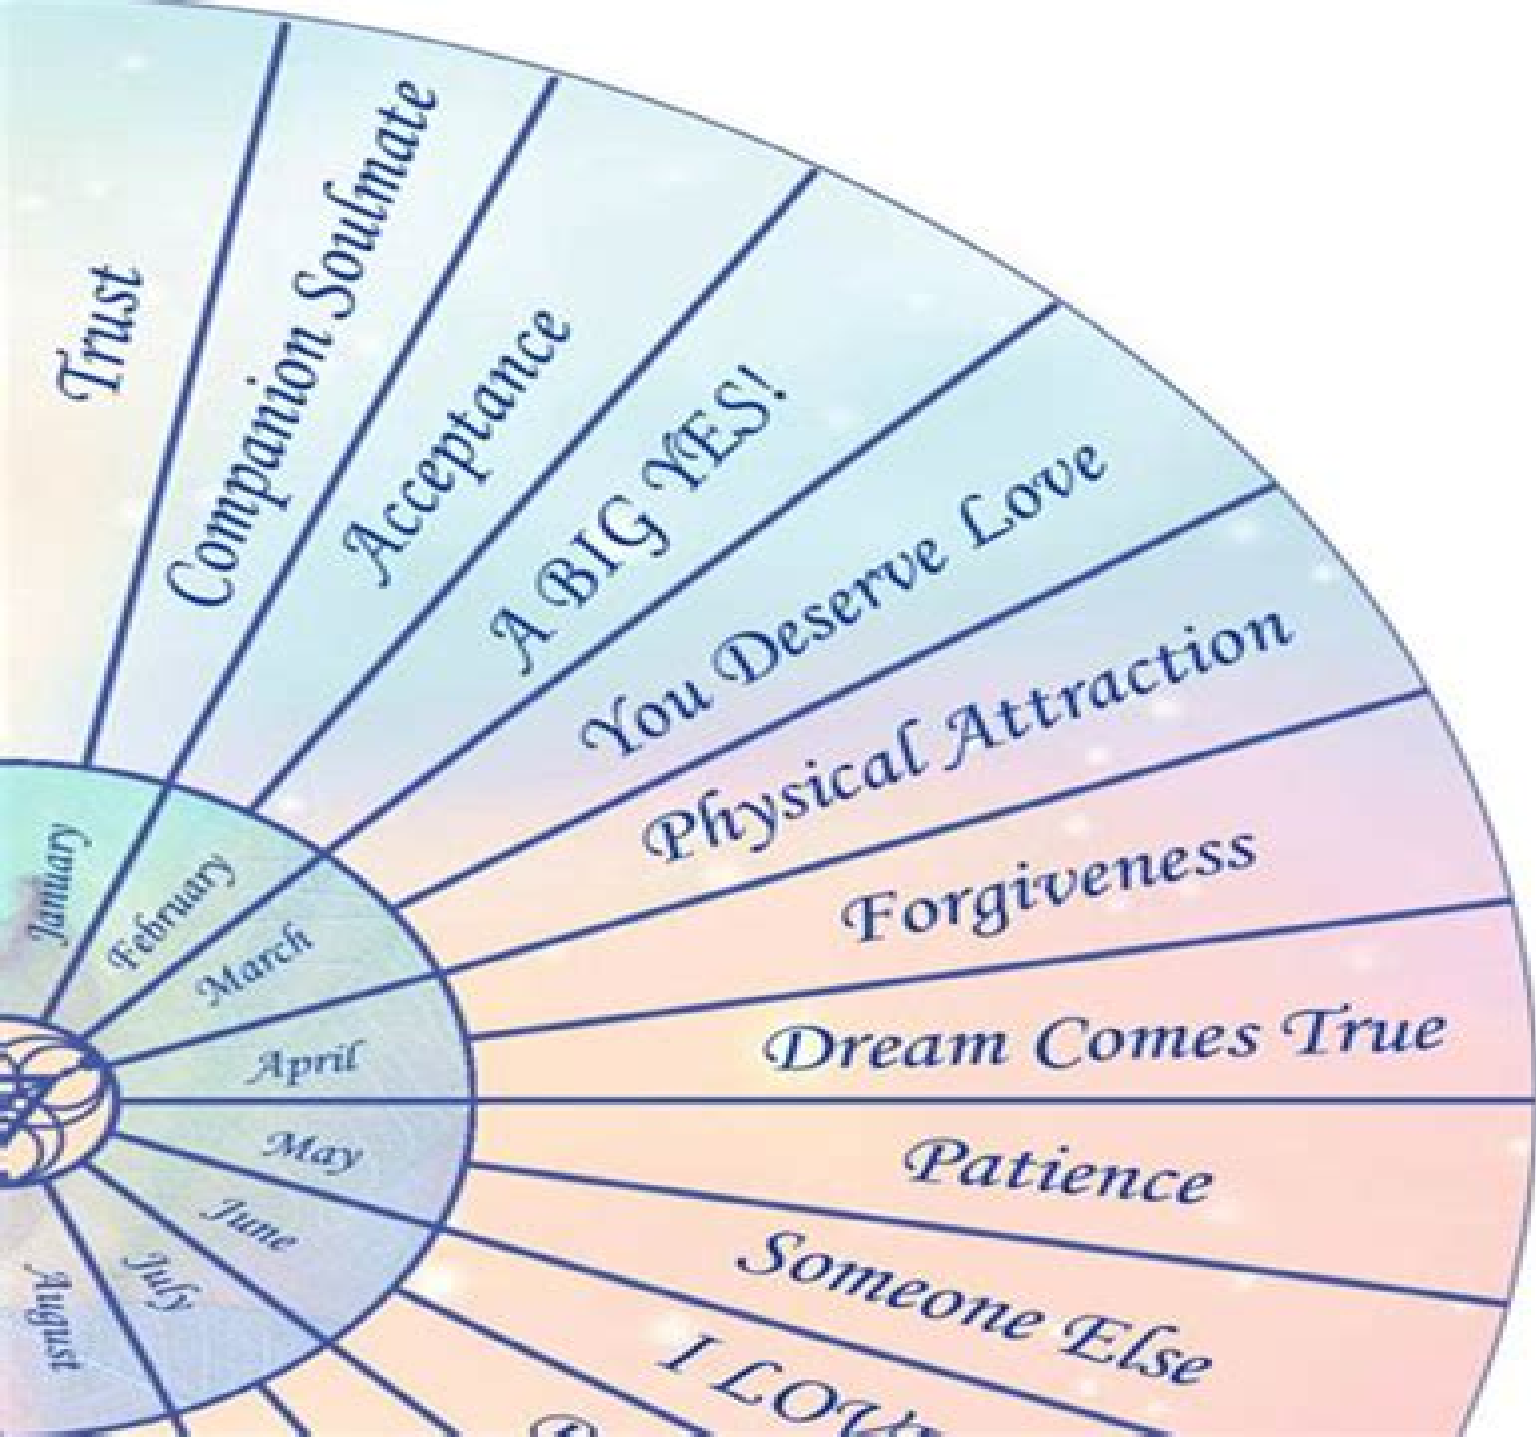 Trust
Companion Soulmate
Acceptance
A BIG YES!
You Deserve Love
Physical Attraction
Forgiveness
Dream Comes True
Patience
Someone Else
January
February
March
April
May
June
July
August